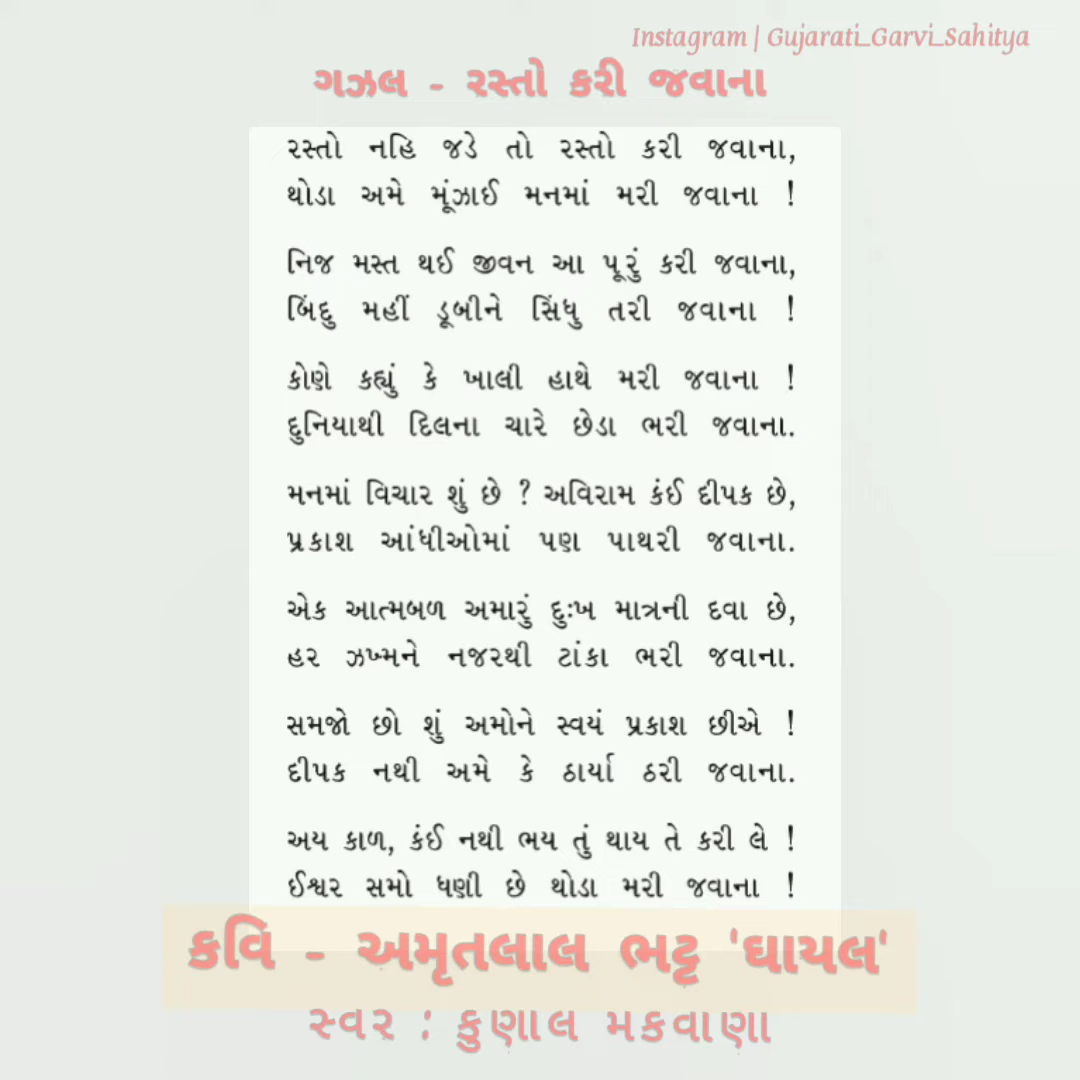 Instagram | Gujarati_Garvi_Sahitya
ગઝલ - રસ્તો કરી જવાના
રસ્તો નહિ જડે તો રસ્તો કરી જવાના,
થોડા અમે મૂંઝાઈ મનમાં મરી જવાના !
નિજ મસ્ત થઈ જીવન આ પૂરું કરી જવાના,
બિંદુ મહીં ડૂબીને સિંધુ તરી જવાના !
કોણે કહ્યું કે ખાલી હાથે મરી જવાના !
દુનિયાથી દિલના ચારે છેડા ભરી જવાના.
મનમાં વિચાર શું છે ? અવિરામ કંઈ દીપક છે,
પ્રકાશ આંધીઓમાં પણ પાથરી જવાના.
એક આત્મબળ અમારું દુઃખ માત્રની દવા છે,
હર ઝખ્મને નજરથી ટાંકા ભરી જવાના.
સમજો છો શું અમોને સ્વયં પ્રકાશ છીએ !
દીપક નથી અમે કે ઠાર્યા ઠરી જવાના.
અય કાળ, કંઈ નથી ભય તું થાય તે કરી લે !
ઈશ્વર સમો ધણી છે થોડા મરી જવાના !
કવિ - અમૃતલાલ ભટ્ટ 'ઘાયલ'
સ્વર : કુણાલ મકવાણા